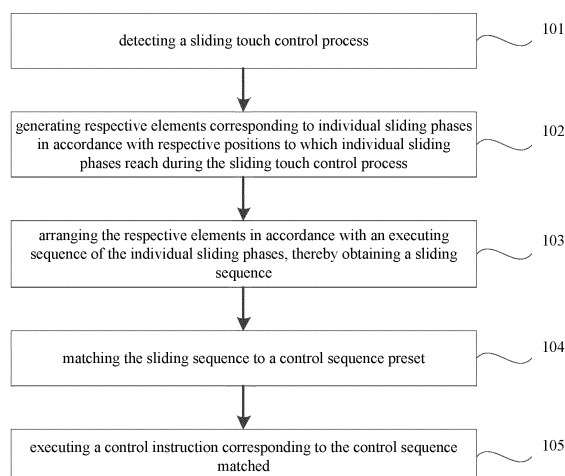 detecting a sliding touch control process
101
generating respective elements corresponding to individual sliding phases
in accordance with respective positions to which individual sliding
phases reach during the sliding touch control process
102
arranging the respective elements in accordance with an executing
sequence of the individual sliding phases, thereby obtaining a sliding
sequence
103
matching the sliding sequence to a control sequence preset
104
executing a control instruction corresponding to the control sequence
matched
105